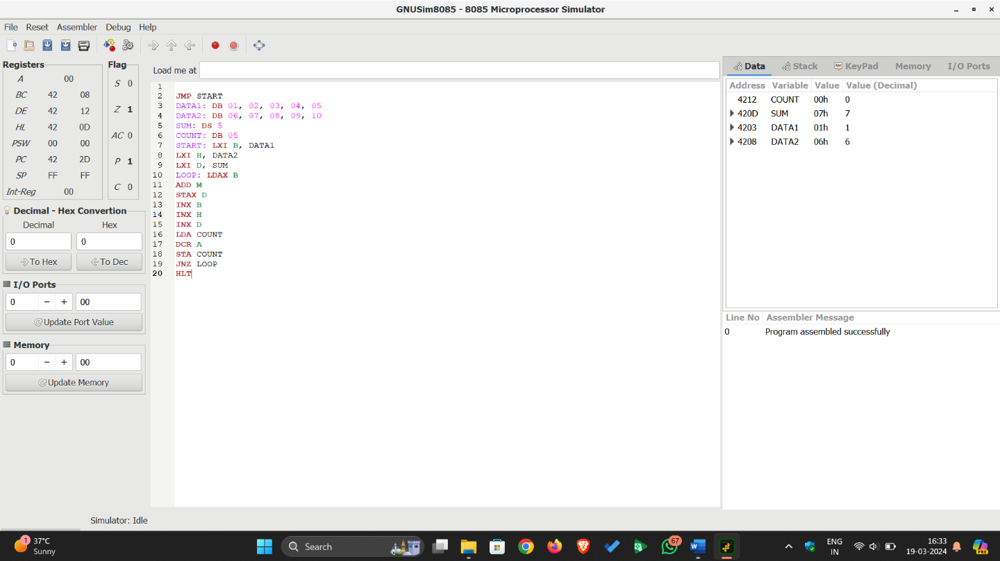 GNUSim8085 - 8085 Microprocessor Simulator
File Reset Assembler Debug Help
Load me at
Registers
A 00
BC 42 08
DE 42 12
HL 42 0D
PSW 00 00
PC 42 2D
SP FF FF
Int-Reg 00
Flag
S 0
Z 1
AC 0
P 1
C 0
Decimal - Hex Convertion
Decimal Hex
0 0
To Hex To Dec
I/O Ports
0 − + 00
Update Port Value
Memory
0 − + 00
Update Memory
1
2 JMP START
3 DATA1: DB 01, 02, 03, 04, 05
4 DATA2: DB 06, 07, 08, 09, 10
5 SUM: DS 5
6 COUNT: DB 05
7 START: LXI B, DATA1
8 LXI H, DATA2
9 LXI D, SUM
10 LOOP: LDAX B
11 ADD M
12 STAX D
13 INX B
14 INX H
15 INX D
16 LDA COUNT
17 DCR A
18 STA COUNT
19 JNZ LOOP
20 HLT
Data Stack KeyPad Memory I/O Ports
Address Variable Value Value (Decimal)
4212 COUNT 00h 0
420D SUM 07h 7
4203 DATA1 01h 1
4208 DATA2 06h 6
Line No Assembler Message
0 Program assembled successfully
Simulator: Idle
1
37°C
Sunny
Search
67
ENG
IN
16:33
19-03-2024
PRE